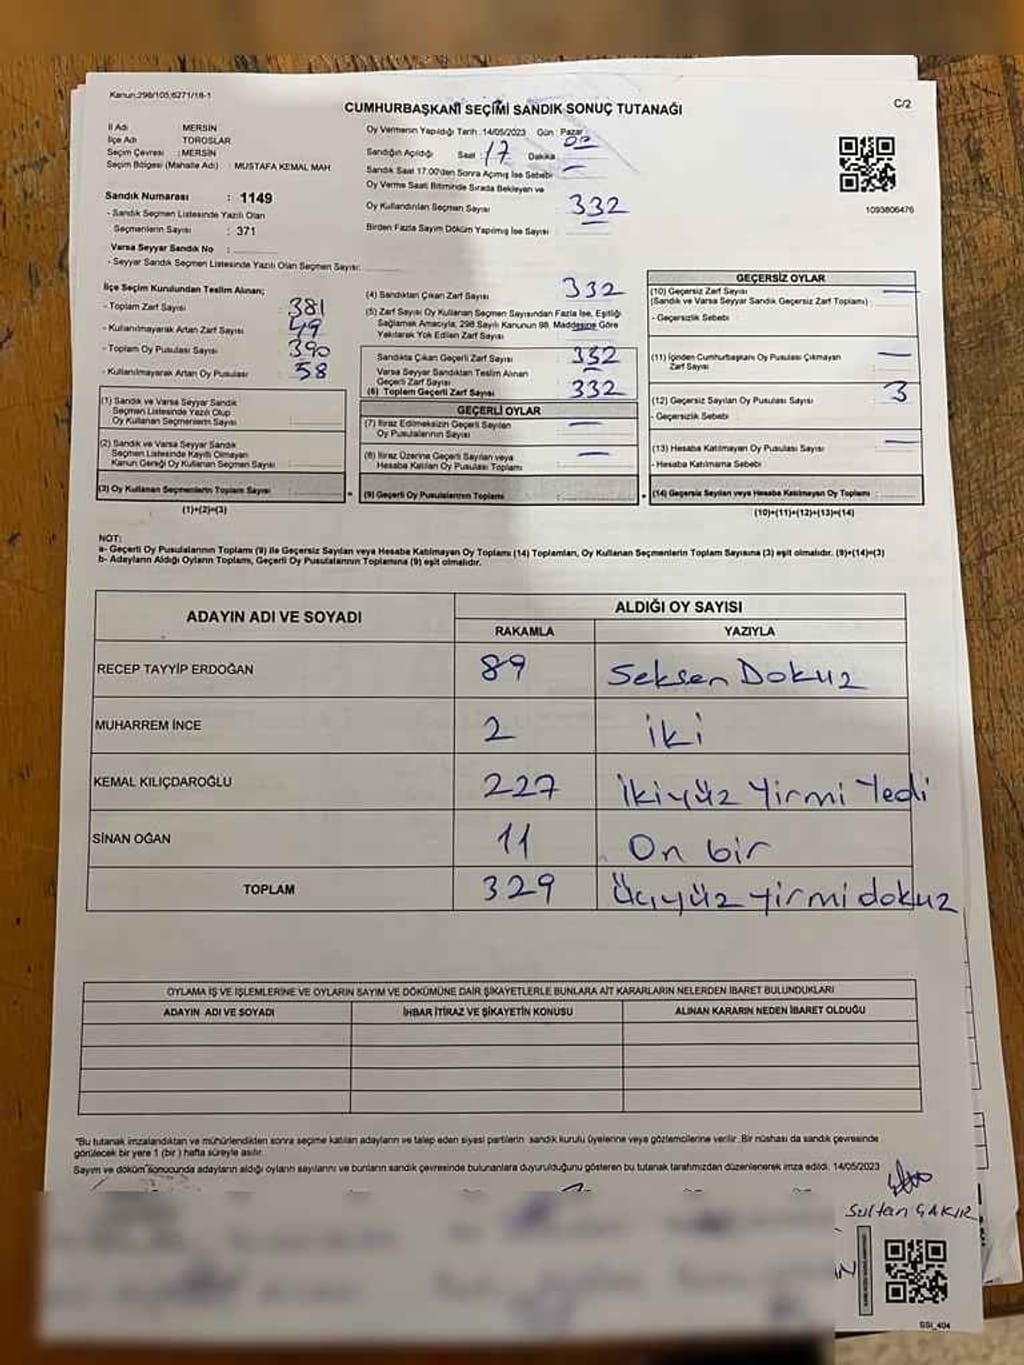 Kanun:298/105,6271/18-1
C/2
CUMHURBAŞKANI SEÇİMİ SANDIK SONUÇ TUTANAĞI
İl Adı MERSİN
İlçe Adı TOROSLAR
Seçim Çevresi : MERSİN
Seçim Bölgesi (Mahalle Adı) : MUSTAFA KEMAL MAH
Sandık Numarası : 1149
- Sandık Seçmen Listesinde Yazılı Olan
Seçmenlerin Sayısı : 371
Varsa Seyyar Sandık No :
- Seyyar Sandık Seçmen Listesinde Yazılı Olan Seçmen Sayısı:
Oy Vermenin Yapıldığı Tarih :14/05/2023 Gün : Pazar
Sandığın Açıldığı Saat : 17 Dakika :
Sandık Saat 17.00'den Sonra Açılmış İse Sebebi
Oy Verme Saati Bitiminde Sırada Bekleyen ve
Oy Kullandırılan Seçmen Sayısı 332
Birden Fazla Sayım Döküm Yapılmış İse Sayısı
1093806476
İlçe Seçim Kurulundan Teslim Alınan;
- Toplam Zarf Sayısı 381
- Kullanılmayarak Artan Zarf Sayısı 49
- Toplam Oy Pusulası Sayısı 390
- Kullanılmayarak Artan Oy Pusulası 58
(1) Sandık ve Varsa Seyyar Sandık
Seçmen Listesinde Yazılı Olup
Oy Kullanan Seçmenlerin Sayısı
(2) Sandık ve Varsa Seyyar Sandık
Seçmen Listesinde Kayıtlı Olmayan
Kanun Gereği Oy Kullanan Seçmen Sayısı
(3) Oy Kullanan Seçmenlerin Toplam Sayısı :
(1)+(2)=(3)
(4) Sandıktan Çıkan Zarf Sayısı 332
(5) Zarf Sayısı Oy Kullanan Seçmen Sayısından Fazla İse, Eşitliği
Sağlamak Amacıyla, 298 Sayılı Kanunun 98. Maddesine Göre
Yakılarak Yok Edilen Zarf Sayısı
Sandıkta Çıkan Geçerli Zarf Sayısı 332
Varsa Seyyar Sandıktan Teslim Alınan
Geçerli Zarf Sayısı
(6) Toplam Geçerli Zarf Sayısı 332
GEÇERLİ OYLAR
(7) İtiraz Edilmeksizin Geçerli Sayılan
Oy Pusulalarının Sayısı
(8) İtiraz Üzerine Geçerli Sayılan veya
Hesaba Katılan Oy Pusulası Toplamı
(9) Geçerli Oy Pusulalarının Toplamı :
GEÇERSİZ OYLAR
(10) Geçersiz Zarf Sayısı
(Sandık ve Varsa Seyyar Sandık Geçersiz Zarf Toplamı)
- Geçersizlik Sebebi :
(11) İçinden Cumhurbaşkanı Oy Pusulası Çıkmayan
Zarf Sayısı
(12) Geçersiz Sayılan Oy Pusulası Sayısı 3
- Geçersizlik Sebebi :
(13) Hesaba Katılmayan Oy Pusulası Sayısı
- Hesaba Katılmama Sebebi
(14) Geçersiz Sayılan veya Hesaba Katılmayan Oy Toplamı :
(10)+(11)+(12)+(13)=(14)
NOT:
a- Geçerli Oy Pusulalarının Toplamı (9) ile Geçersiz Sayılan veya Hesaba Katılmayan Oy Toplamı (14) Toplamları, Oy Kullanan Seçmenlerin Toplam Sayısına (3) eşit olmalıdır. (9)+(14)=(3)
b- Adayların Aldığı Oyların Toplamı, Geçerli Oy Pusulalarının Toplamına (9) eşit olmalıdır.
ADAYIN ADI VE SOYADI ALDIĞI OY SAYISI
RAKAMLA YAZIYLA
RECEP TAYYİP ERDOĞAN 89 Seksen Dokuz
MUHARREM İNCE 2 iki
KEMAL KILIÇDAROĞLU 227 İkiyüz Yirmi Yedi
SİNAN OĞAN 11 On bir
TOPLAM 329 Üçyüz yirmi dokuz
OYLAMA İŞ VE İŞLEMLERİNE VE OYLARIN SAYIM VE DÖKÜMÜNE DAİR ŞİKAYETLERLE BUNLARA AİT KARARLARIN NELERDEN İBARET BULUNDUKLARI
ADAYIN ADI VE SOYADI İHBAR İTİRAZ VE ŞİKAYETİN KONUSU ALINAN KARARIN NEDEN İBARET OLDUĞU
"Bu tutanak imzalandıktan ve mühürlendikten sonra seçime katılan adayların ve talep eden siyasi partilerin sandık kurulu üyelerine veya gözlemcilerine verilir. Bir nüshası da sandık çevresinde
görülecek bir yere 1 (bir) hafta süreyle asılır.
Sayım ve döküm sonucunda adayların aldığı oyların sayılarını ve bunların sandık çevresinde bulunanlara duyurulduğunu gösteren bu tutanak tarafımızdan düzenlenerek imza edildi. 14/05/2023
Sultan ÇAKIR
SSI_404